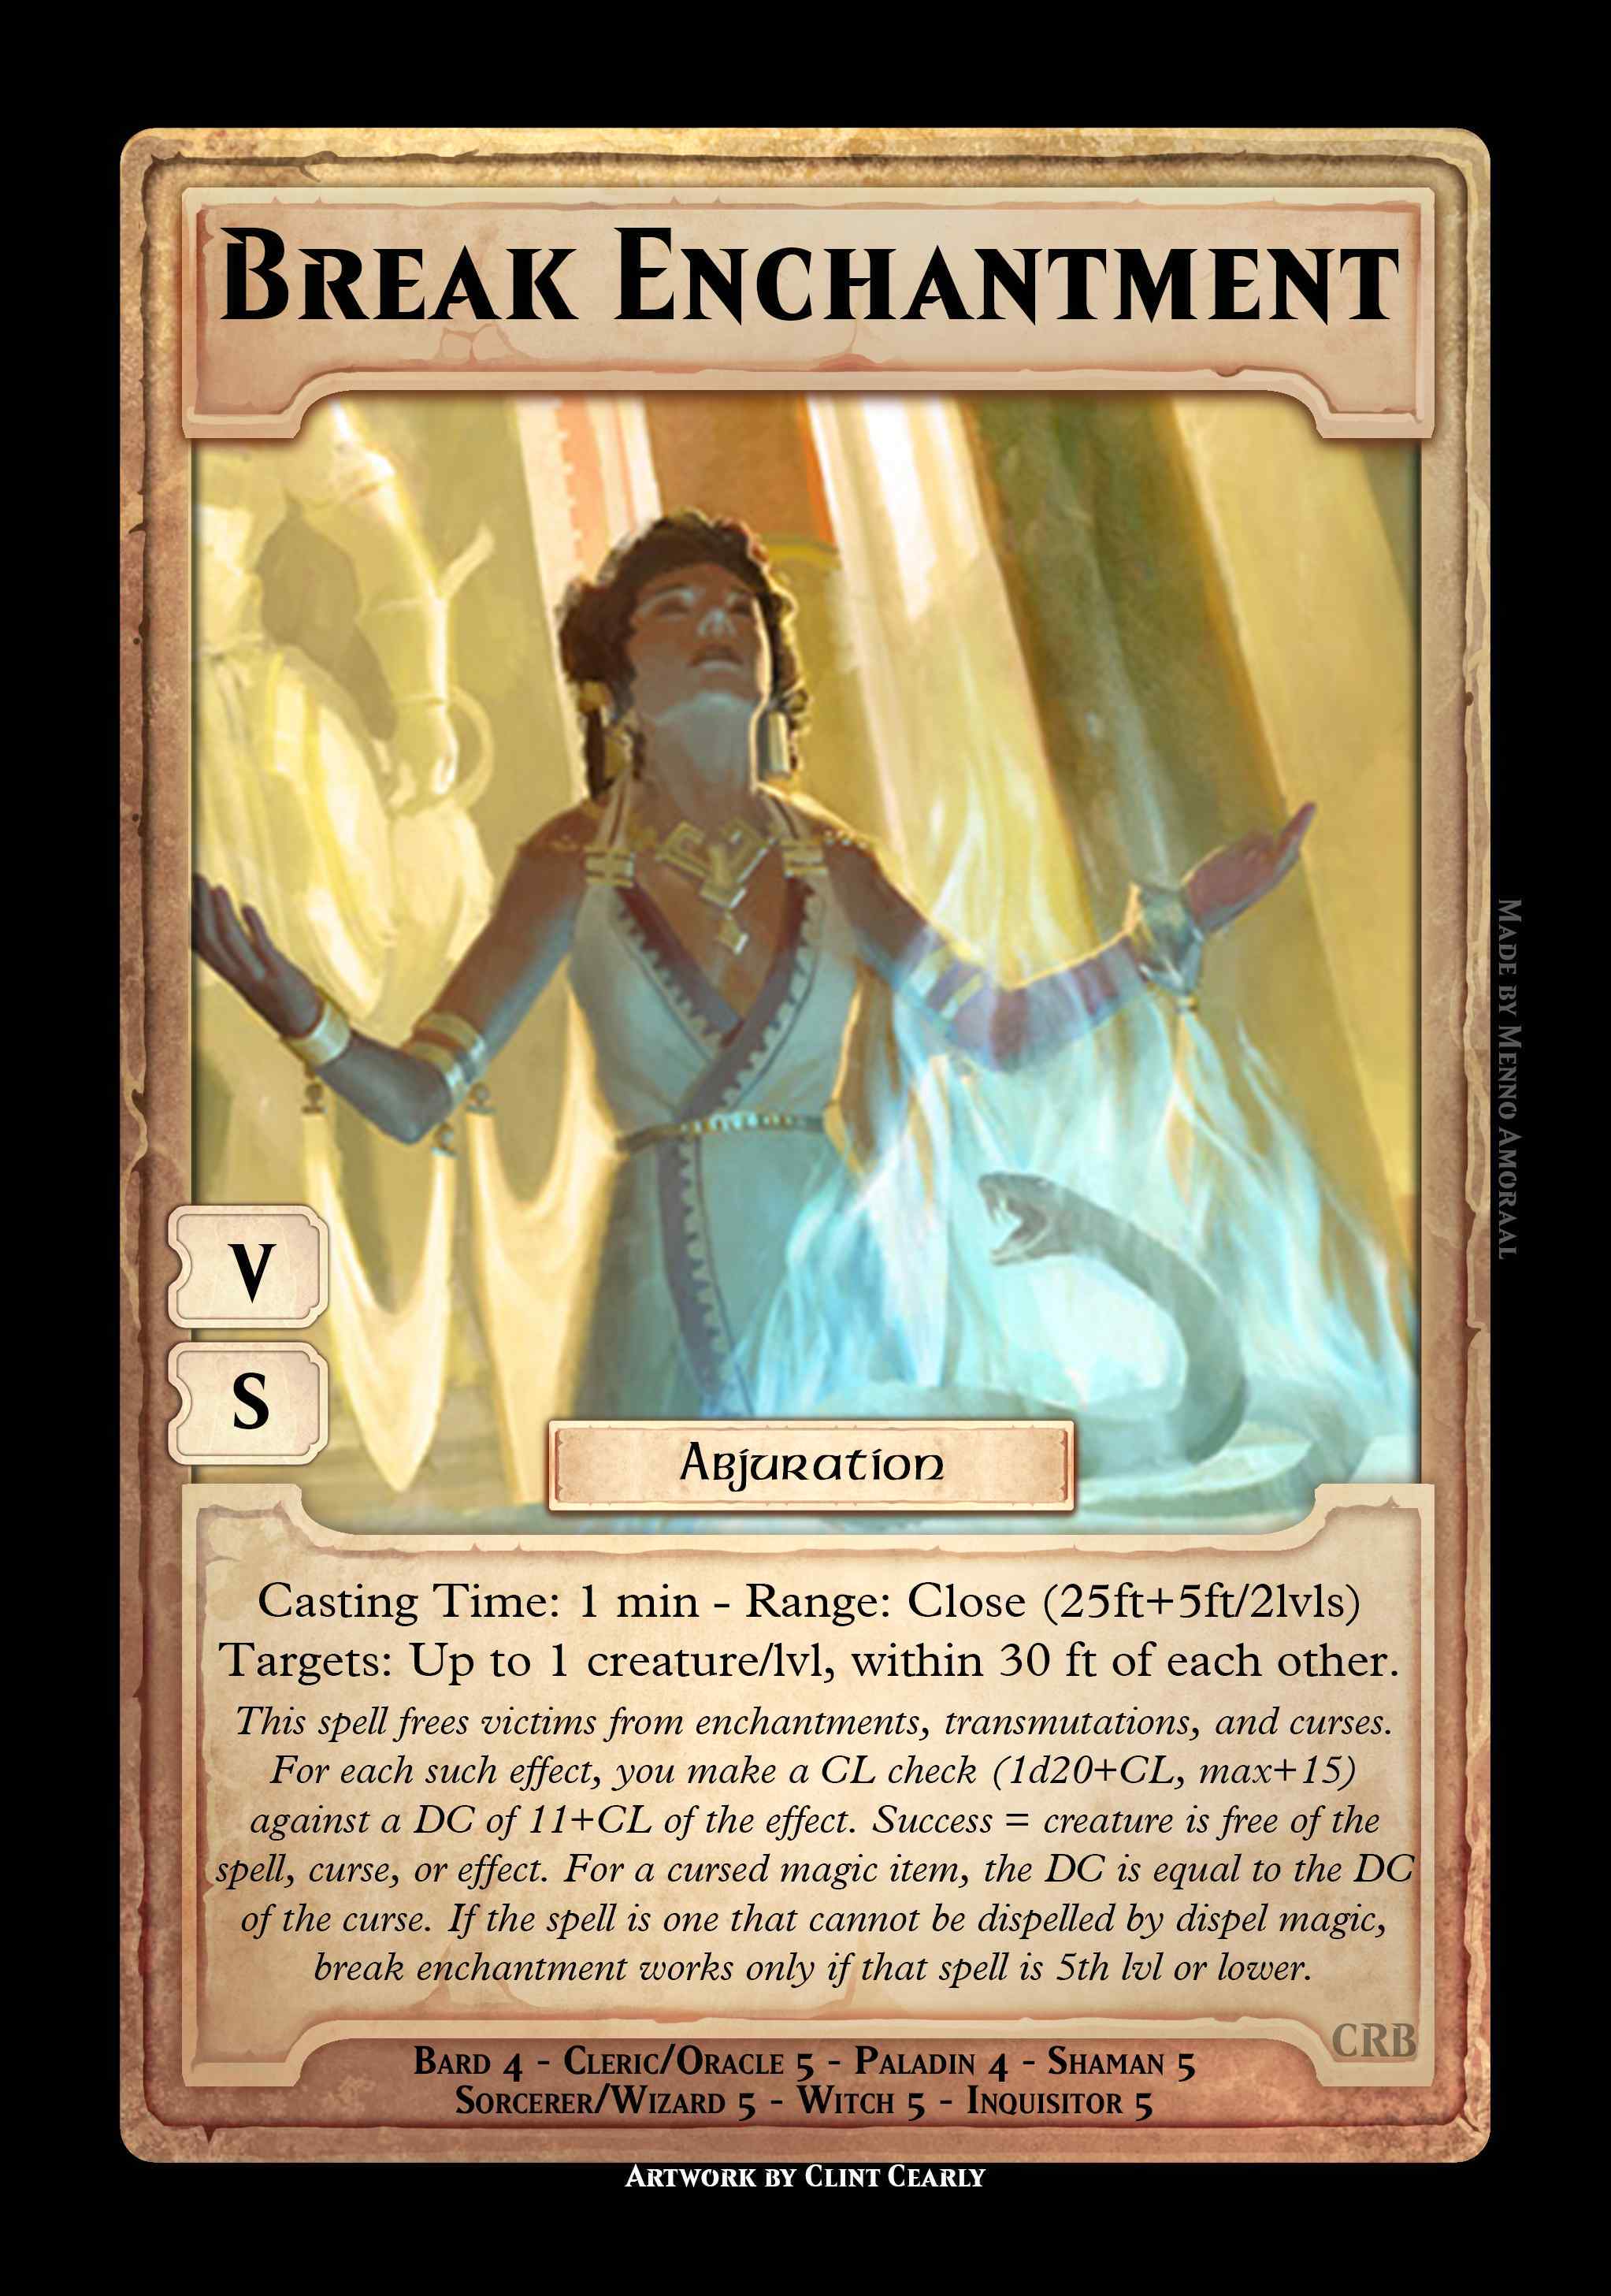 Break Enchantment
Made by Menno Amoraal
V
S
Abjuration
Casting Time: 1 min - Range: Close (25ft+5ft/2lvls)
Targets: Up to 1 creature/lvl, within 30 ft of each other.
This spell frees victims from enchantments, transmutations, and curses.
For each such effect, you make a CL check (1d20+CL, max+15)
against a DC of 11+CL of the effect. Success = creature is free of the
spell, curse, or effect. For a cursed magic item, the DC is equal to the DC
of the curse. If the spell is one that cannot be dispelled by dispel magic,
break enchantment works only if that spell is 5th lvl or lower.
CRB
Bard 4 - Cleric/Oracle 5 - Paladin 4 - Shaman 5
Sorcerer/Wizard 5 - Witch 5 - Inquisitor 5
Artwork by Clint Cearly